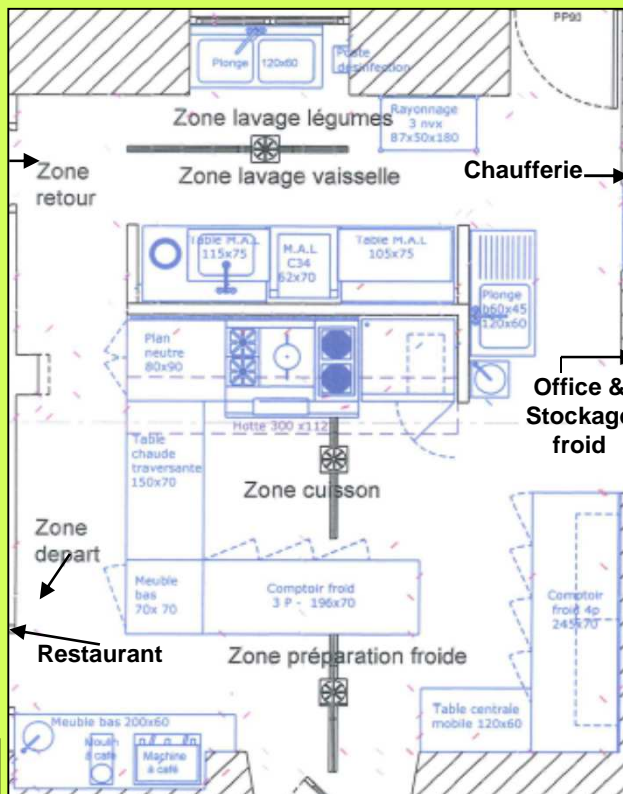 PP93
Plonge 120x60
Poste
désinfection
Zone lavage légumes
Rayonnage
3 nvx
87x50x180
Zone
retour
Zone lavage vaisselle
Chaufferie
Table M.A.L
115x75
M.A.L
C34
62x70
Table M.A.L
105x75
Plonge
b60x45
120x60
Plan
neutre
80x90
Office &
Stockage
froid
Hotte 300 x112
Table
chaude
traversante
150x70
Zone cuisson
Zone
depart
Meuble
bas
70x 70
Comptoir froid
3 P - 196x70
Comptoir
froid 4p
245x70
Restaurant
Zone préparation froide
Meuble bas 200x60
Moulin
à café
Machine
à café
Table centrale
mobile 120x60